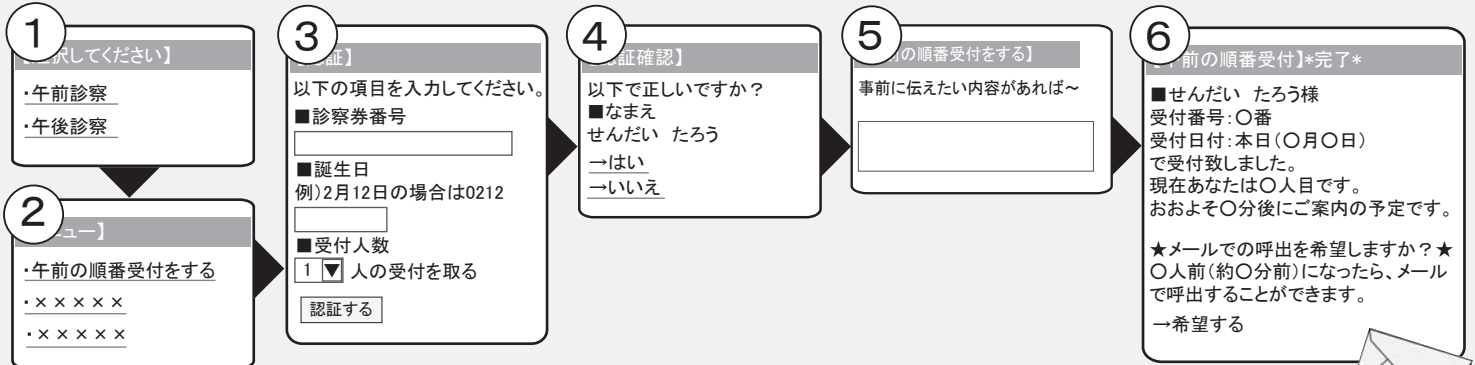 1
択してください】
・午前診察
・午後診察
2
ュー】
・午前の順番受付をする
・×××××
・×××××
3
証】
以下の項目を入力してください。
■診察券番号
■誕生日
例)2月12日の場合は0212
■受付人数
1 ▼ 人の受付を取る
認証する
4
証確認】
以下で正しいですか?
■なまえ
せんだい たろう
→はい
→いいえ
5
の順番受付をする】
事前に伝えたい内容があれば~
6
前の順番受付】*完了*
■せんだい たろう様
受付番号:〇番
受付日付:本日(〇月〇日)
で受付致しました。
現在あなたは〇人目です。
おおよそ〇分後にご案内の予定です。
★メールでの呼出を希望しますか?★
〇人前(約〇分前)になったら、メール
で呼出することができます。
→希望する